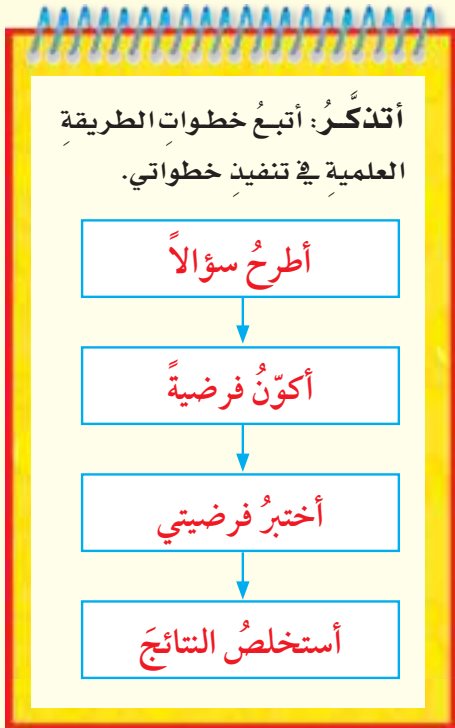 أتذكَّرُ: أتبعُ خطواتِ الطريقةِ
العلميةِ في تنفيذِ خطواتي.
أطرحُ سؤالاً
أكوّنُ فرضيةً
أختبرُ فرضيتي
أستخلصُ النتائجَ